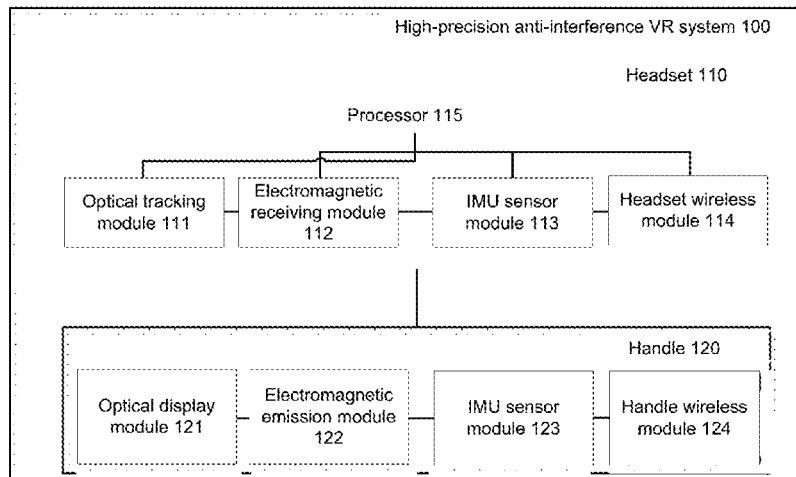 High-precision anti-interference VR system 100
Headset 110
Processor 115
Optical tracking
module 111
Electromagnetic
receiving module
112
IMU sensor
module 113
Headset wireless
module 114
Handle 120
Optical display
module 121
Electromagnetic
emission module
122
IMU sensor
module 123
Handle wireless
module 124